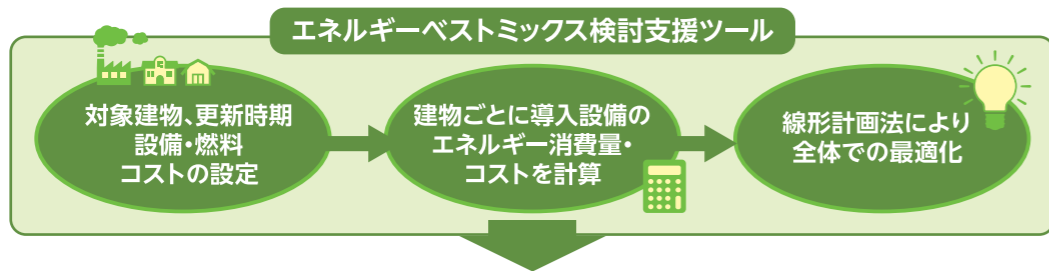 エネルギーベストミックス検討支援ツール
対象建物、更新時期
設備・燃料
コストの設定
建物ごとに導入設備の
エネルギー消費量・
コストを計算
線形計画法により
全体での最適化